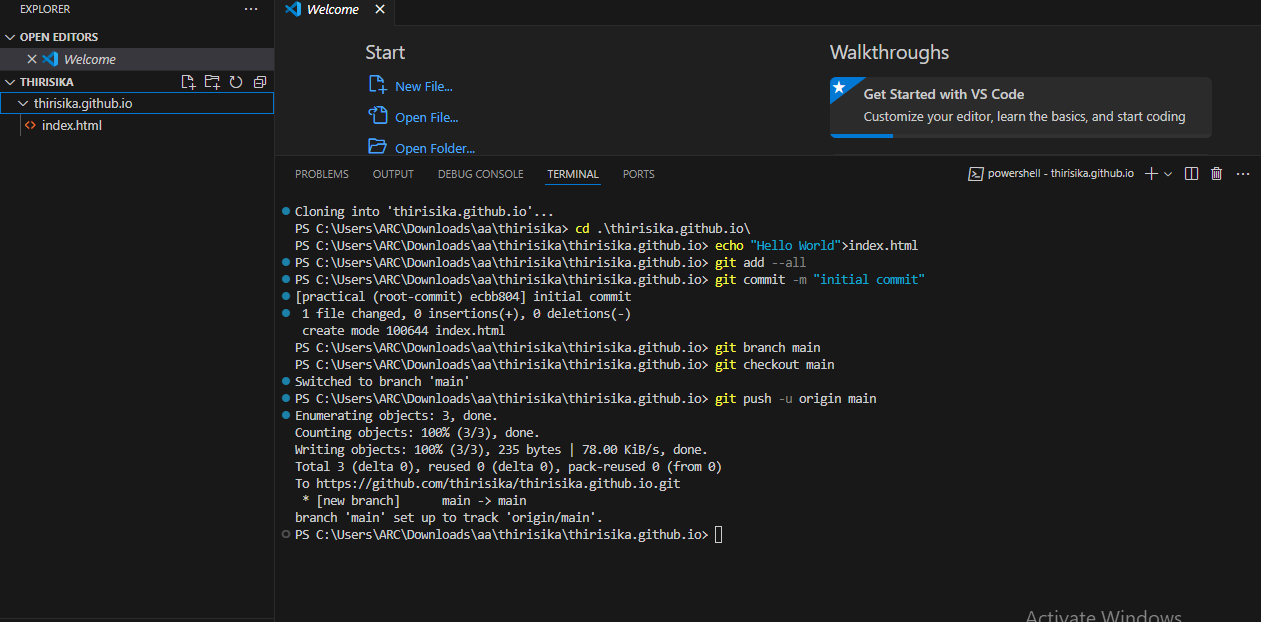 EXPLORER
···
OPEN EDITORS
Welcome
THIRISIKA
thirisika.github.io
index.html
Welcome
Start
New File...
Open File...
Open Folder...
Walkthroughs
Get Started with VS Code
Customize your editor, learn the basics, and start coding
PROBLEMS OUTPUT DEBUG CONSOLE TERMINAL PORTS
powershell - thirisika.github.io
Cloning into 'thirisika.github.io'...
PS C:\Users\ARC\Downloads\aa\thirisika> cd .\thirisika.github.io\
PS C:\Users\ARC\Downloads\aa\thirisika\thirisika.github.io> echo "Hello World">index.html
PS C:\Users\ARC\Downloads\aa\thirisika\thirisika.github.io> git add --all
PS C:\Users\ARC\Downloads\aa\thirisika\thirisika.github.io> git commit -m "initial commit"
[practical (root-commit) ecbb804] initial commit
1 file changed, 0 insertions(+), 0 deletions(-)
create mode 100644 index.html
PS C:\Users\ARC\Downloads\aa\thirisika\thirisika.github.io> git branch main
PS C:\Users\ARC\Downloads\aa\thirisika\thirisika.github.io> git checkout main
Switched to branch 'main'
PS C:\Users\ARC\Downloads\aa\thirisika\thirisika.github.io> git push -u origin main
Enumerating objects: 3, done.
Counting objects: 100% (3/3), done.
Writing objects: 100% (3/3), 235 bytes | 78.00 KiB/s, done.
Total 3 (delta 0), reused 0 (delta 0), pack-reused 0 (from 0)
To https://github.com/thirisika/thirisika.github.io.git
* [new branch]      main -> main
branch 'main' set up to track 'origin/main'.
PS C:\Users\ARC\Downloads\aa\thirisika\thirisika.github.io>
Activate Windows